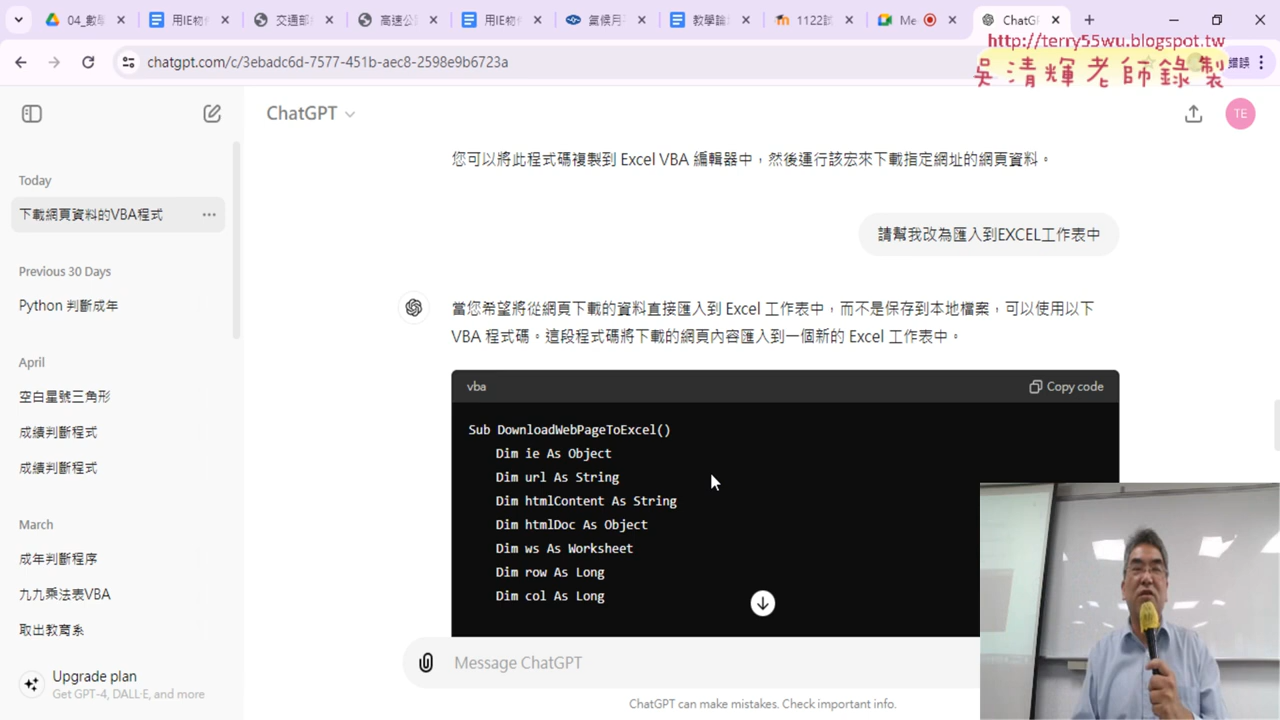 04_數
用IE物件
交通部
高速公
用IE物件
氣候月
教學論
1122試
Me
ChatGP
http://terry55wu.blogspot.tw
chatgpt.com/c/3ebadc6d-7577-451b-aec8-2598e9b6723a
吳清輝老師錄製
ChatGPT
TE
Today
下載網頁資料的VBA程式
Previous 30 Days
Python 判斷成年
April
空白星號三角形
成績判斷程式
成績判斷程式
March
成年判斷程序
九九乘法表VBA
取出教育系
Upgrade plan
Get GPT-4, DALL·E, and more
您可以將此程式碼複製到 Excel VBA 編輯器中，然後運行該宏來下載指定網址的網頁資料。
請幫我改為匯入到EXCEL工作表中
當您希望將從網頁下載的資料直接匯入到 Excel 工作表中，而不是保存到本地檔案，可以使用以下
VBA 程式碼。這段程式碼將下載的網頁內容匯入到一個新的 Excel 工作表中。
vba
Copy code
Sub DownloadWebPageToExcel()
Dim ie As Object
Dim url As String
Dim htmlContent As String
Dim htmlDoc As Object
Dim ws As Worksheet
Dim row As Long
Dim col As Long
Message ChatGPT
ChatGPT can make mistakes. Check important info.